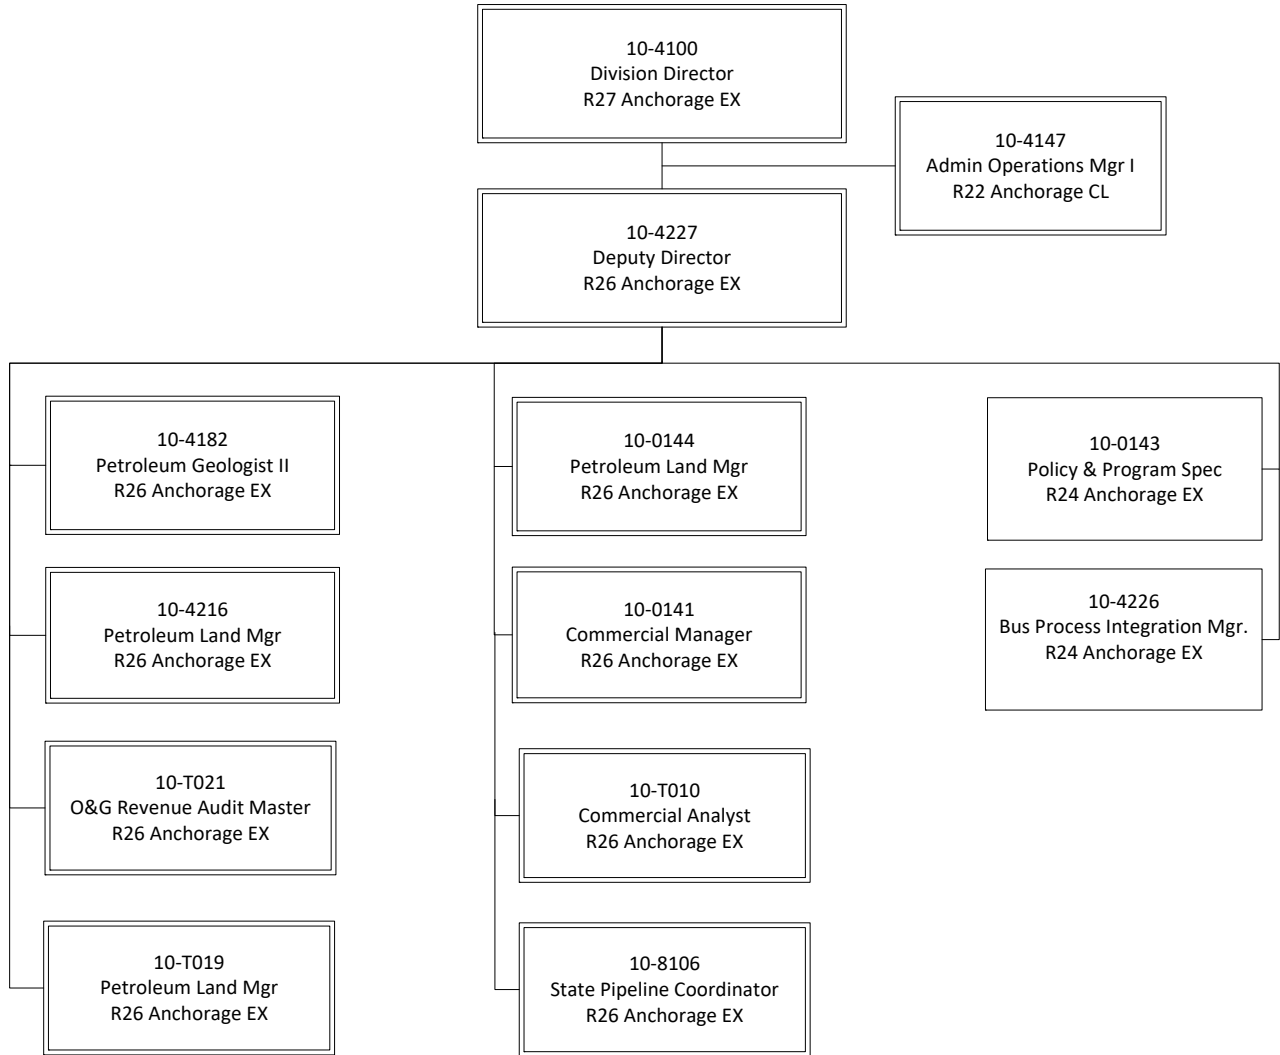 10-4100
Division Director
R27 Anchorage EX
10-4147
Admin Operations Mgr I
R22 Anchorage CL
10-4227
Deputy Director
R26 Anchorage EX
10-4182
Petroleum Geologist II
R26 Anchorage EX
10-4216
Petroleum Land Mgr
R26 Anchorage EX
10-T021
O&G Revenue Audit Master
R26 Anchorage EX
10-T019
Petroleum Land Mgr
R26 Anchorage EX
10-0144
Petroleum Land Mgr
R26 Anchorage EX
10-0141
Commercial Manager
R26 Anchorage EX
10-T010
Commercial Analyst
R26 Anchorage EX
10-8106
State Pipeline Coordinator
R26 Anchorage EX
10-0143
Policy & Program Spec
R24 Anchorage EX
10-4226
Bus Process Integration Mgr.
R24 Anchorage EX